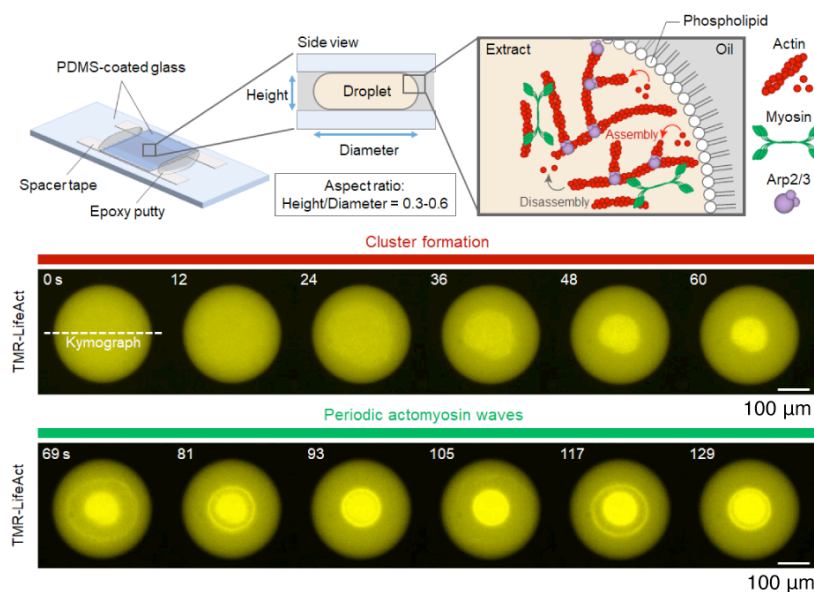 Side view
PDMS-coated glass
Height
Droplet
Diameter
Spacer tape
Epoxy putty
Aspect ratio:
Height/Diameter = 0.3-0.6
Phospholipid
Extract
Oil
Assembly
Disassembly
Actin
Myosin
Arp2/3
Cluster formation
TMR-LifeAct
0 s
12
24
36
48
60
Kymograph
100 μm
Periodic actomyosin waves
TMR-LifeAct
69 s
81
93
105
117
129
100 μm